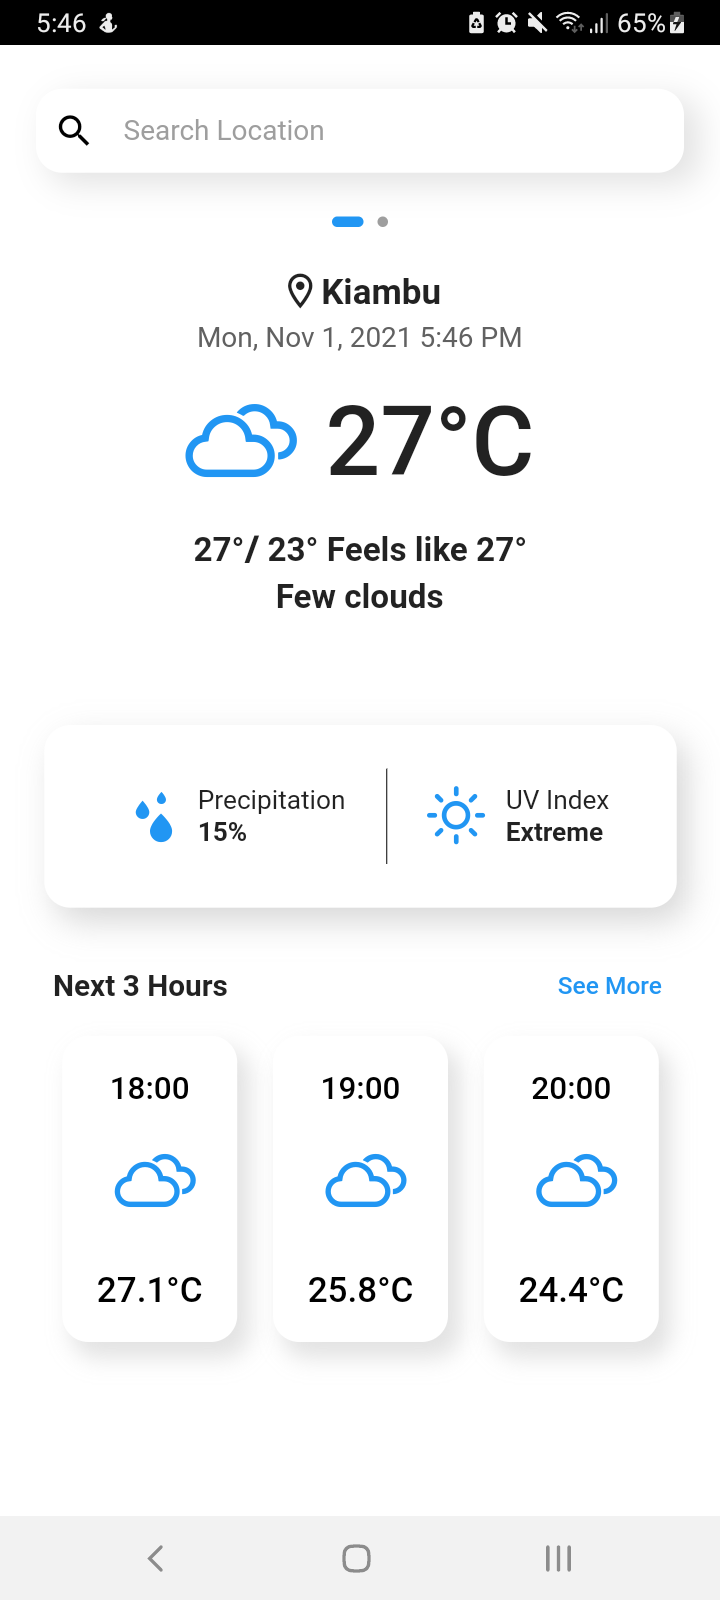 5:46 65%
Search Location
Kiambu
Mon, Nov 1, 2021 5:46 PM
27°C
27°/ 23° Feels like 27°
Few clouds
Precipitation UV Index
15% Extreme
Next 3 Hours See More
18:00 19:00 20:00
27.1°C 25.8°C 24.4°C